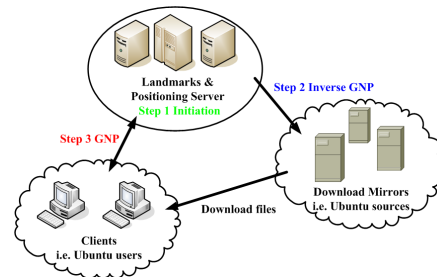 Landmarks &
Positioning Server
Step 1 Initiation
Step 2 Inverse GNP
Step 3 GNP
Download Mirrors
i.e. Ubuntu sources
Download files
Clients
i.e. Ubuntu users